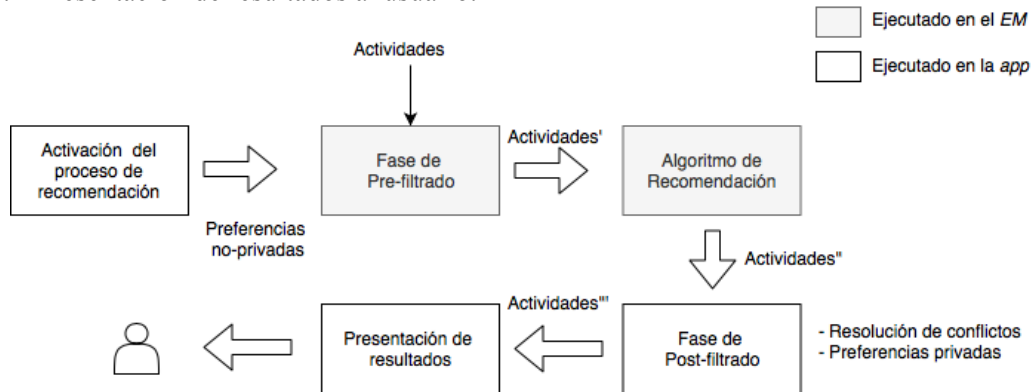 Ejecutado en el EM
Ejecutado en la app
Actividades
Activación del
proceso de
recomendación
Fase de
Pre-filtrado
Actividades'
Algoritmo de
Recomendación
Preferencias
no-privadas
Actividades"
Actividades"'
Presentación de
resultados
Fase de
Post-filtrado
- Resolución de conflictos
- Preferencias privadas